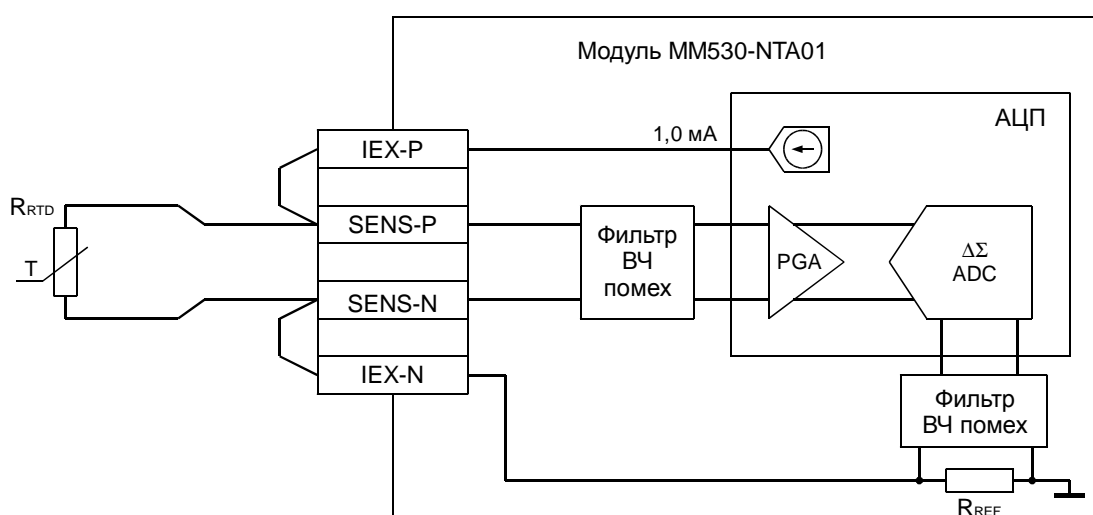 Модуль MM530-NTA01
АЦП
IEX-P
1,0 мА
RRTD
SENS-P
Фильтр
ВЧ
помех
PGA
ΔΣ
ADC
T
SENS-N
IEX-N
Фильтр
ВЧ помех
RREF